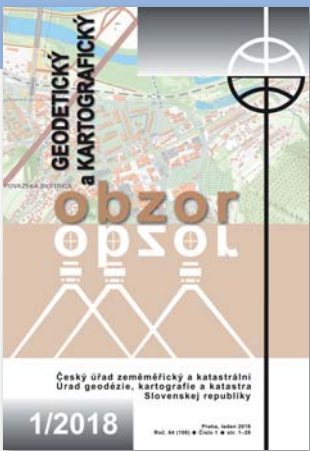 GEODETICKÝ
a KARTOGRAFICKÝ
POVAŽSKÁ BYSTRICA
obzor
obzor
Český úřad zeměměřický a katastrální
Úrad geodézie, kartografie a katastra
Slovenskej republiky
1/2018
Praha, leden 2018
Roč. 64 (106) ● Číslo 1 ● str. 1–28